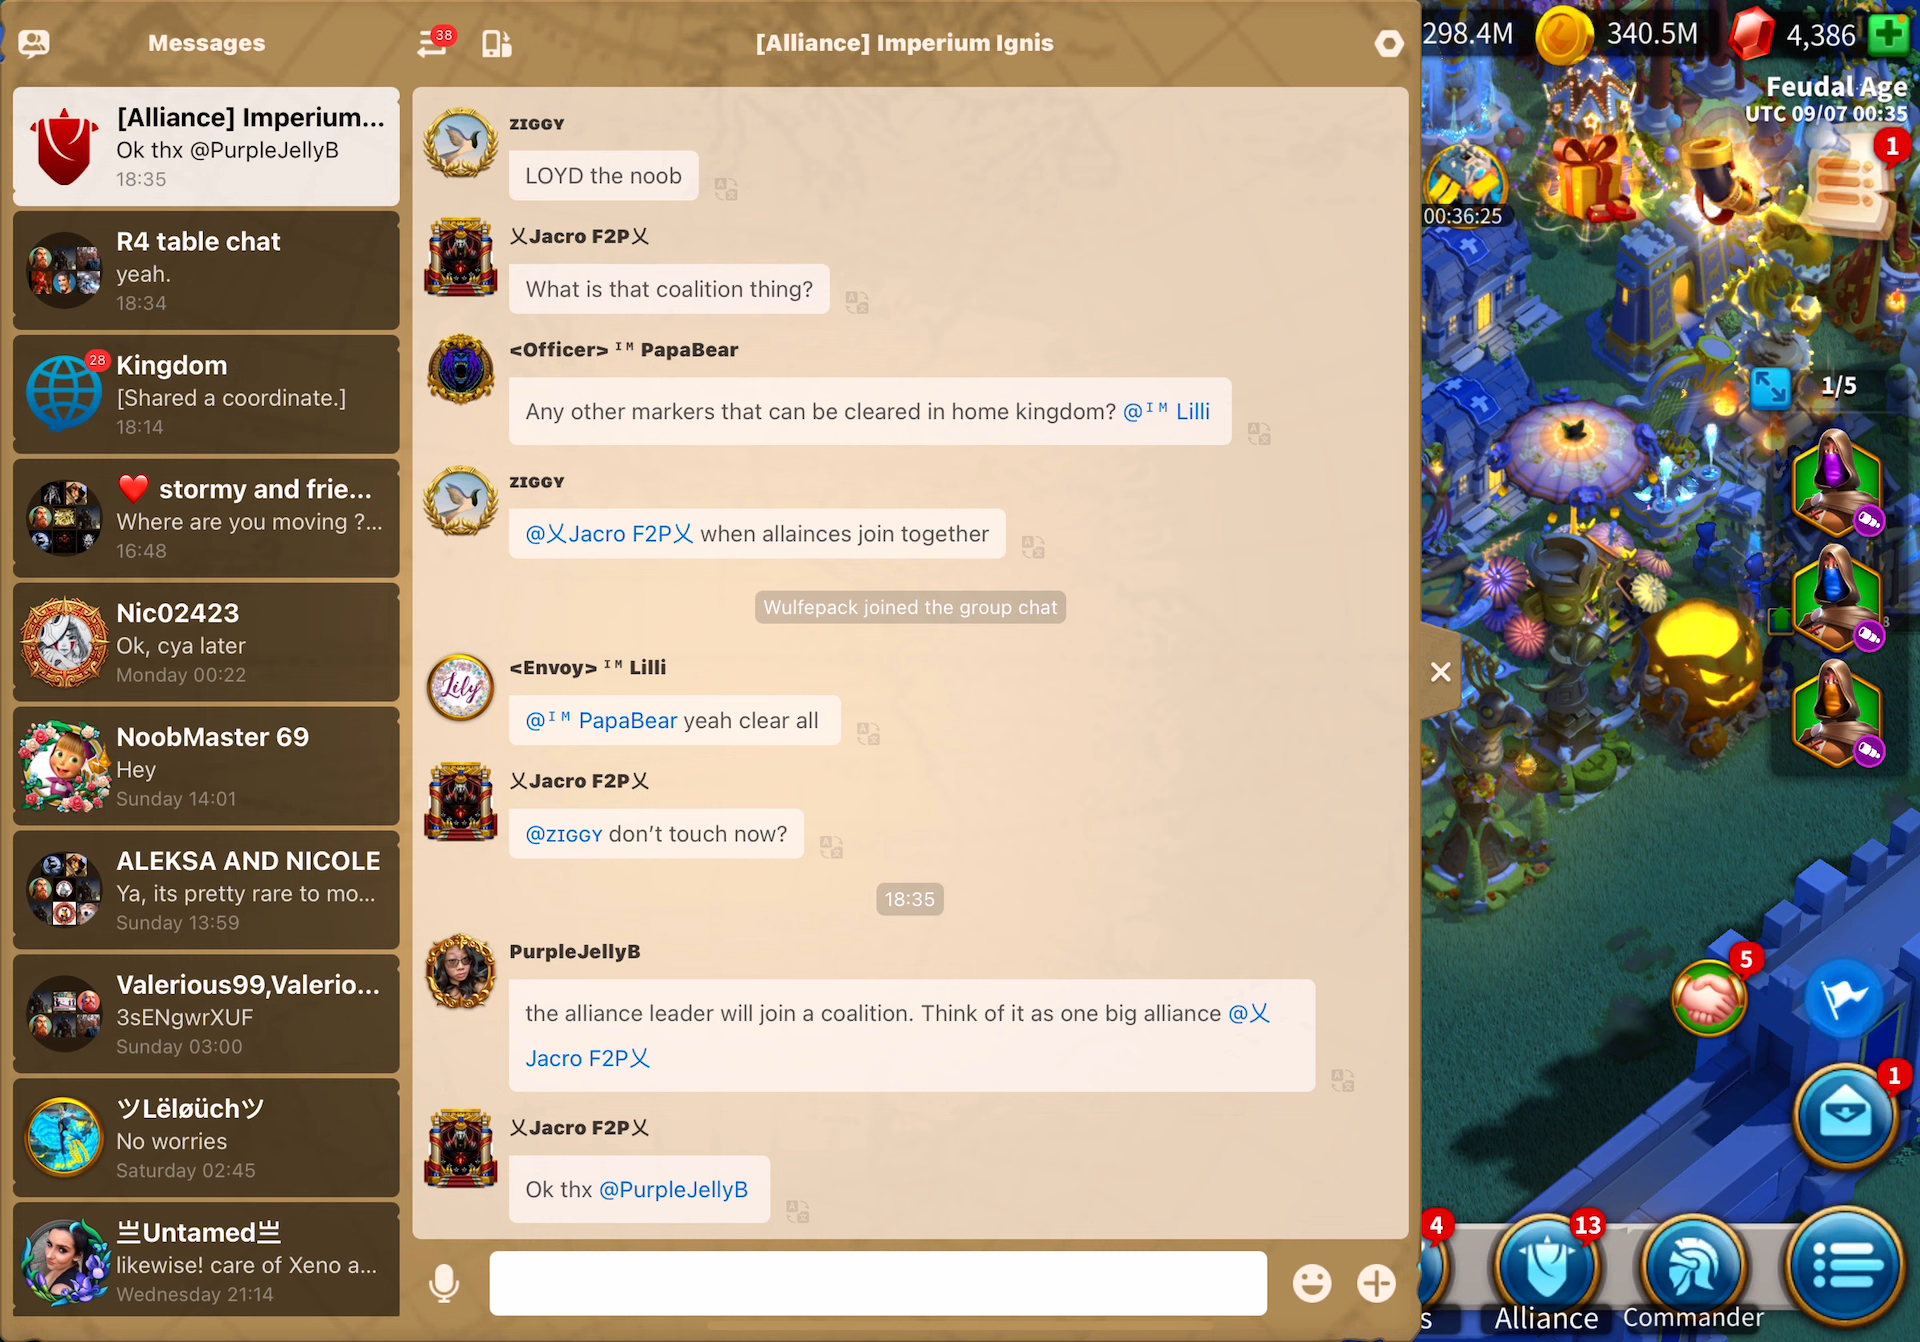 Messages
38
[Alliance] Imperium Ignis
[Alliance] Imperium...
Ok thx @PurpleJellyB
18:35
R4 table chat
yeah.
18:34
28
Kingdom
[Shared a coordinate.]
18:14
❤️ stormy and frie...
Where are you moving ?...
16:48
Nic02423
Ok, cya later
Monday 00:22
NoobMaster 69
Hey
Sunday 14:01
ALEKSA AND NICOLE
Ya, its pretty rare to mo...
Sunday 13:59
Valerious99,Valerio...
3sENgwrXUF
Sunday 03:00
ツLëløüchツ
No worries
Saturday 02:45
亗Untamed亗
likewise! care of Xeno a...
Wednesday 21:14
ZIGGY
LOYD the noob
乂Jacro F2P乂
What is that coalition thing?
<Officer> ᴵᴹ PapaBear
Any other markers that can be cleared in home kingdom? @ᴵᴹ Lilli
ZIGGY
@乂Jacro F2P乂 when allainces join together
Wulfepack joined the group chat
Lily
<Envoy> ᴵᴹ Lilli
@ᴵᴹ PapaBear yeah clear all
乂Jacro F2P乂
@ZIGGY don’t touch now?
18:35
PurpleJellyB
the alliance leader will join a coalition. Think of it as one big alliance @乂
Jacro F2P乂
乂Jacro F2P乂
Ok thx @PurpleJellyB
298.4M
340.5M
4,386
Feudal Age
UTC 09/07 00:35
1
00:36:25
1/5
5
1
4
13
s
Alliance
Commander